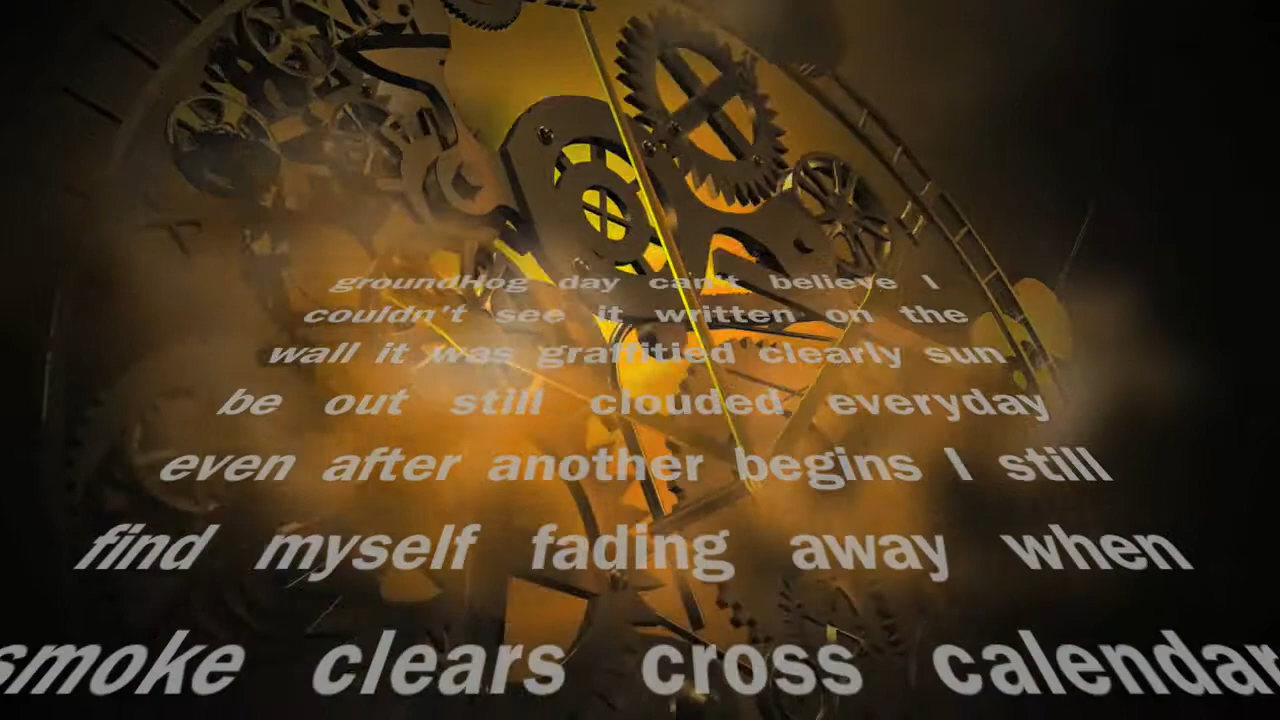 groundHog day can't believe I
couldn't see it written on the
wall it was graffitied clearly sun
be out still clouded everyday
even after another begins I still
find myself fading away when
smoke clears cross calendar